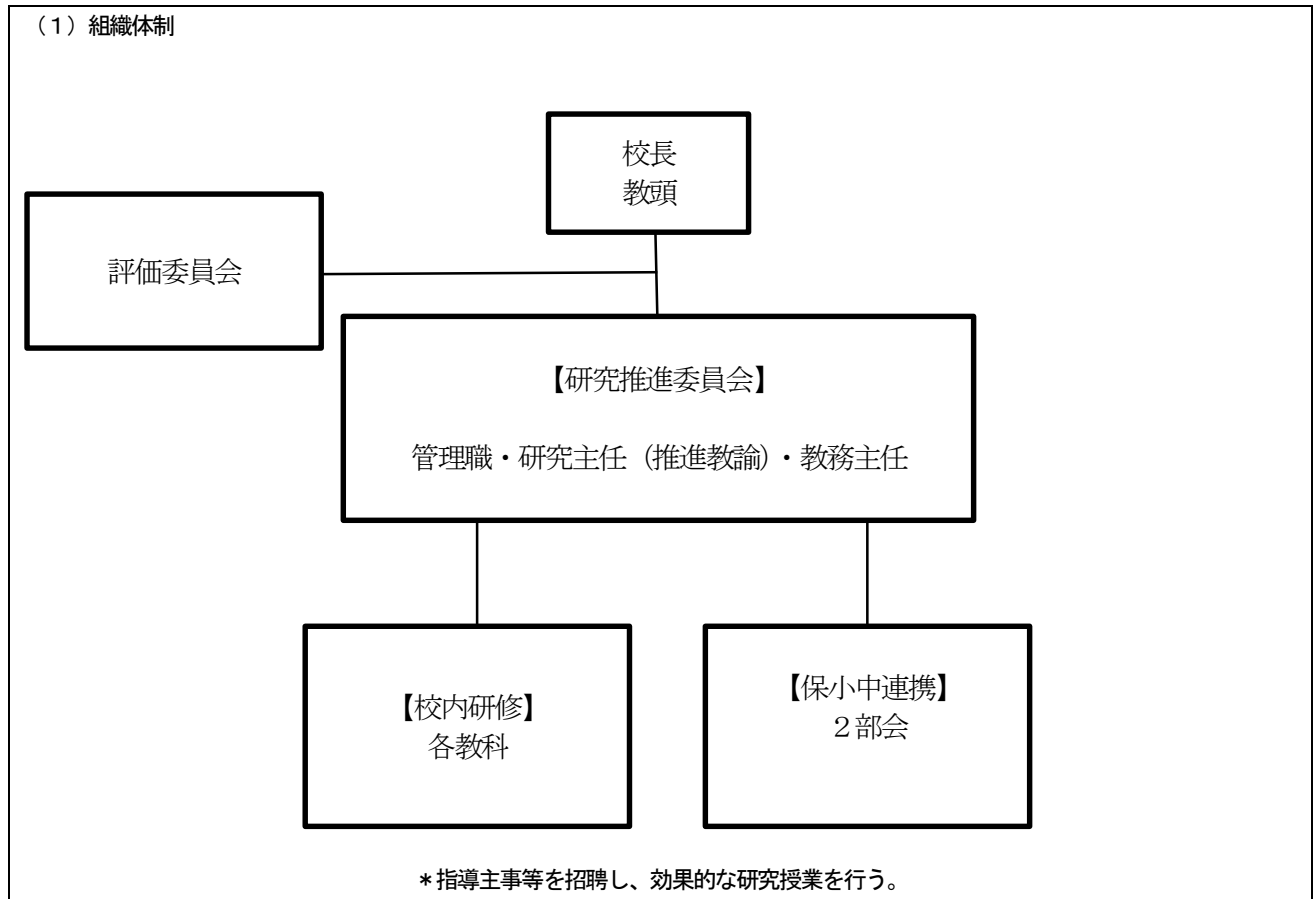 （1）組織体制
校長
教頭
評価委員会
【研究推進委員会】
管理職・研究主任（推進教諭）・教務主任
【校内研修】
各教科
【保小中連携】
２部会
＊指導主事等を招聘し、効果的な研究授業を行う。